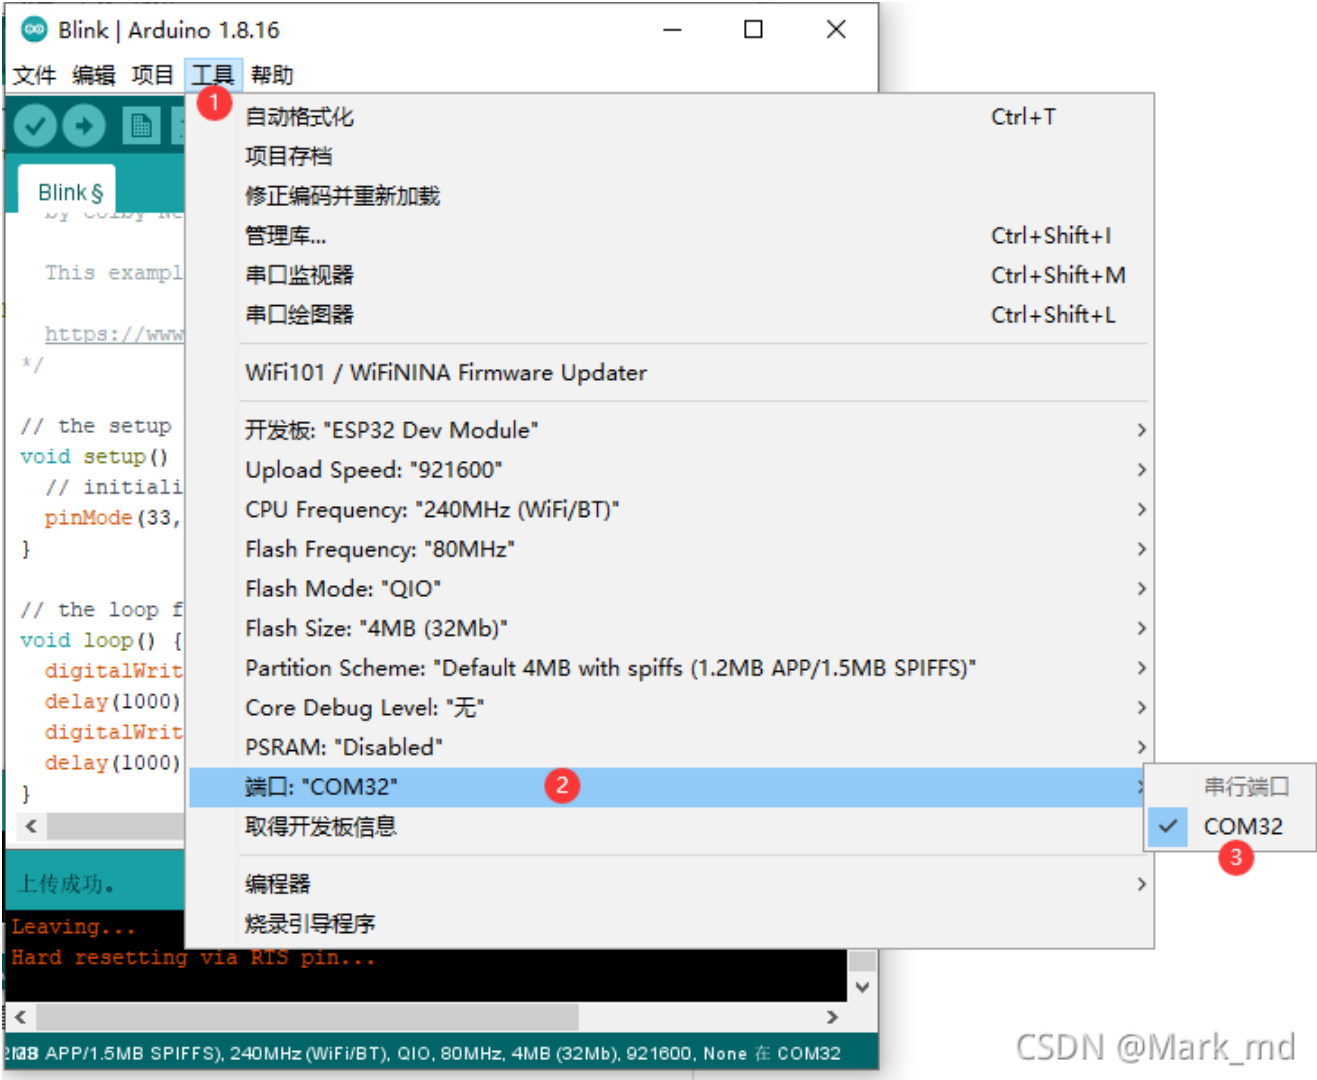 Blink | Arduino 1.8.16
文件 编辑 项目 工具 帮助
1
自动格式化 Ctrl+T
项目存档
修正编码并重新加载
管理库... Ctrl+Shift+I
串口监视器 Ctrl+Shift+M
串口绘图器 Ctrl+Shift+L
WiFi101 / WiFiNINA Firmware Updater
开发板: "ESP32 Dev Module"
Upload Speed: "921600"
CPU Frequency: "240MHz (WiFi/BT)"
Flash Frequency: "80MHz"
Flash Mode: "QIO"
Flash Size: "4MB (32Mb)"
Partition Scheme: "Default 4MB with spiffs (1.2MB APP/1.5MB SPIFFS)"
Core Debug Level: "无"
PSRAM: "Disabled"
端口: "COM32" 2
取得开发板信息
编程器
烧录引导程序
串行端口
COM32
3
Blink §
This exampl
https://www
*/
// the setup
void setup()
// initiali
pinMode(33,
}
// the loop f
void loop() {
digitalWrit
delay(1000)
digitalWrit
delay(1000)
}
上传成功。
Leaving...
Hard resetting via RTS pin...
APP/1.5MB SPIFFS), 240MHz (WiFi/BT), QIO, 80MHz, 4MB (32Mb), 921600, None 在 COM32
CSDN @Mark_md